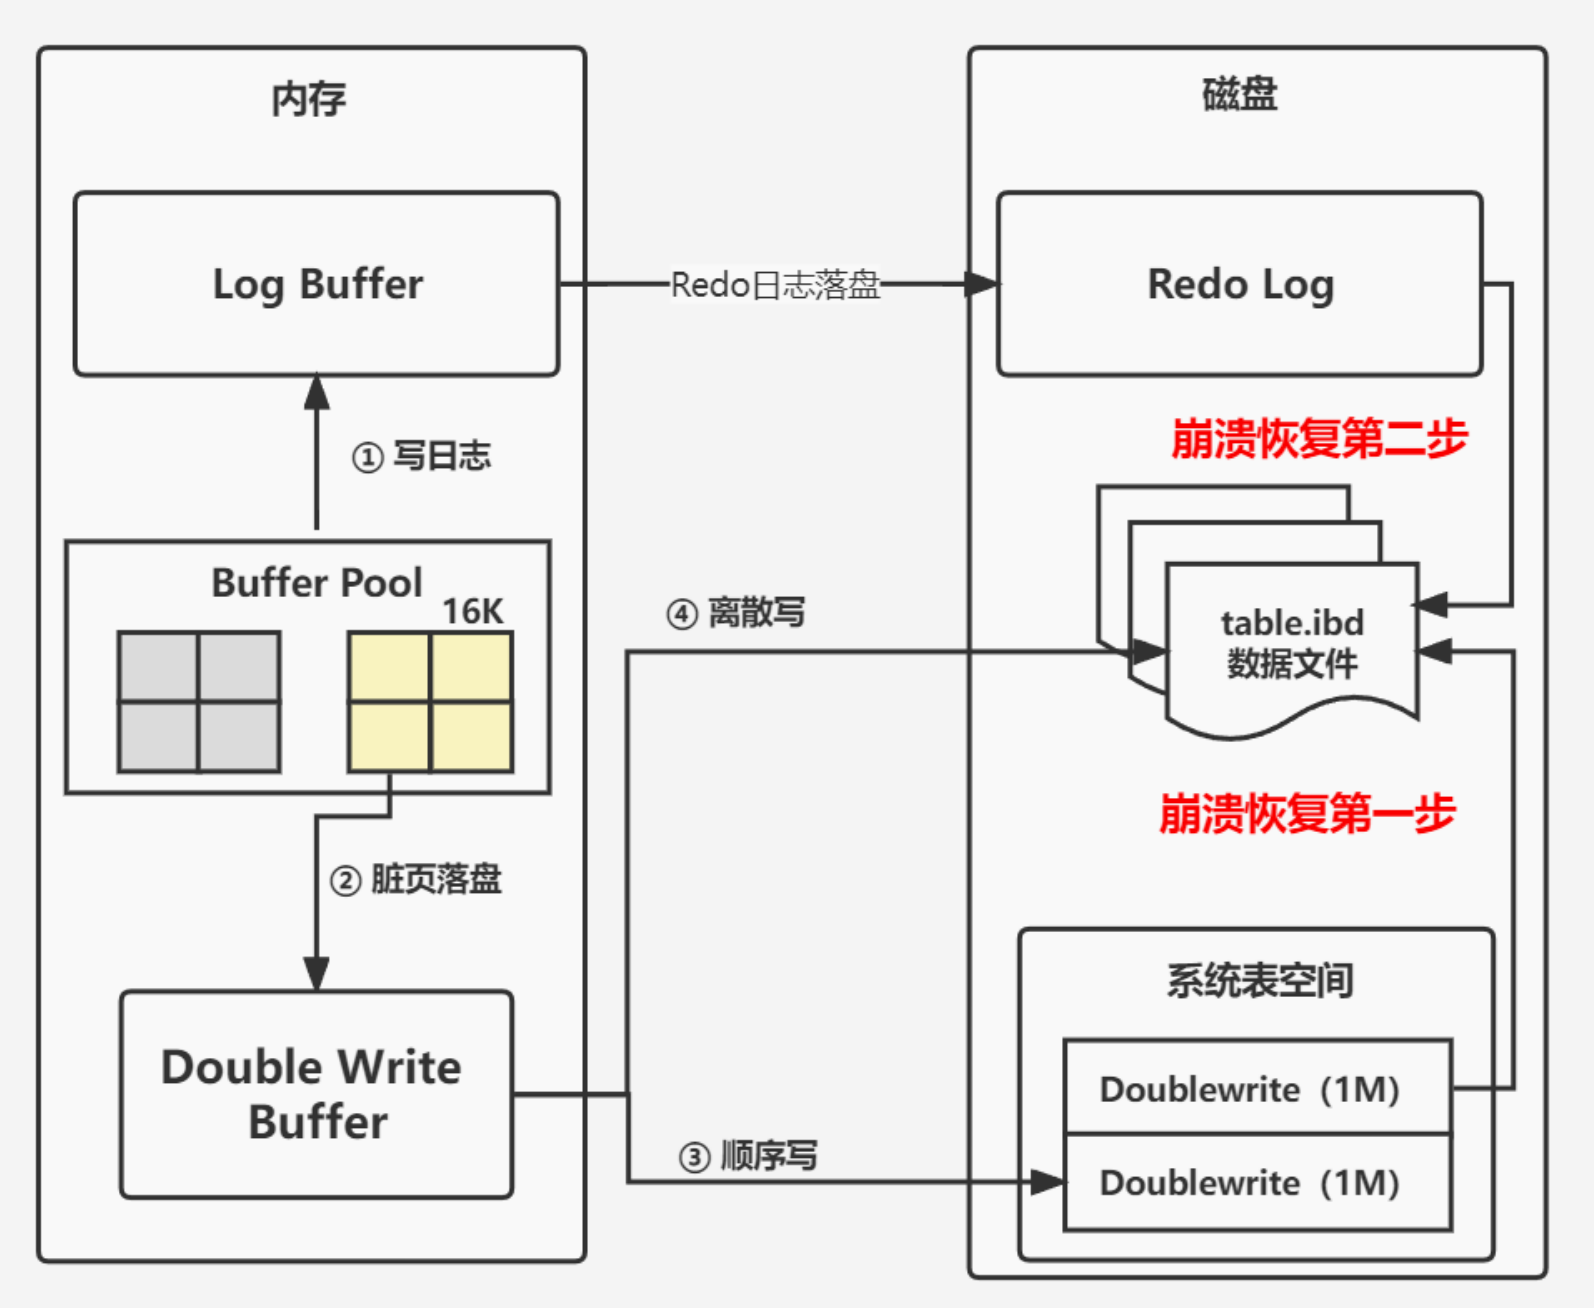 内存
磁盘
Log Buffer
Redo日志落盘
Redo Log
① 写日志
崩溃恢复第二步
Buffer Pool
16K
④ 离散写
table.ibd
数据文件
崩溃恢复第一步
② 脏页落盘
系统表空间
Double Write
Buffer
Doublewrite（1M）
③ 顺序写
Doublewrite（1M）